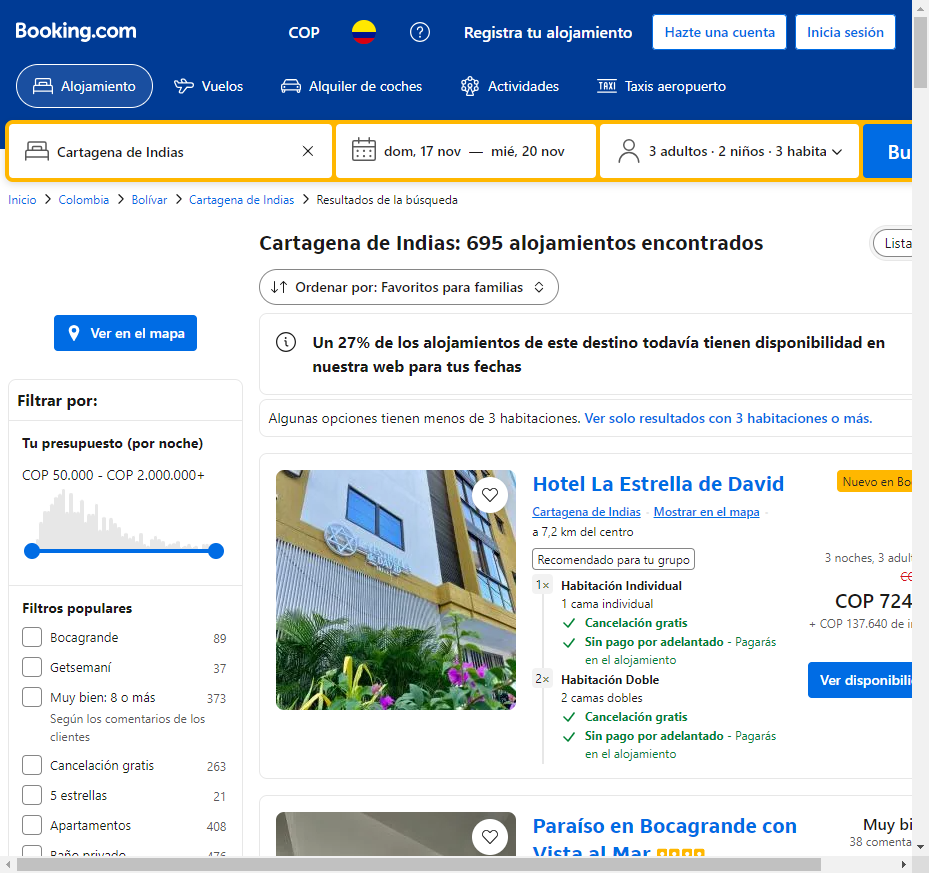 Booking.com
COP
Registra tu alojamiento
Hazte una cuenta
Inicia sesión
Alojamiento
Vuelos
Alquiler de coches
Actividades
TAXI
Taxis aeropuerto
Cartagena de Indias
dom, 17 nov — mié, 20 nov
3 adultos · 2 niños · 3 habita
Bu
Inicio
Colombia
Bolívar
Cartagena de Indias
Resultados de la búsqueda
Cartagena de Indias: 695 alojamientos encontrados
Lista
Ordenar por: Favoritos para familias
Ver en el mapa
Un 27% de los alojamientos de este destino todavía tienen disponibilidad en
nuestra web para tus fechas
Algunas opciones tienen menos de 3 habitaciones. Ver solo resultados con 3 habitaciones o más.
Filtrar por:
Tu presupuesto (por noche)
COP 50.000 - COP 2.000.000+
Filtros populares
Bocagrande 89
Getsemaní 37
Muy bien: 8 o más 373
Según los comentarios de los
clientes
Cancelación gratis 263
5 estrellas 21
Apartamentos 408
Baño privado 476
Hotel La Estrella de David
Nuevo en Bo
Cartagena de Indias · Mostrar en el mapa ·
a 7,2 km del centro
Recomendado para tu grupo
1× Habitación Individual
1 cama individual
Cancelación gratis
Sin pago por adelantado - Pagarás
en el alojamiento
2× Habitación Doble
2 camas dobles
Cancelación gratis
Sin pago por adelantado - Pagarás
en el alojamiento
3 noches, 3 adult
CO
COP 724
+ COP 137.640 de in
Ver disponibili
Paraíso en Bocagrande con
Vista al Mar
Muy bi
38 comenta